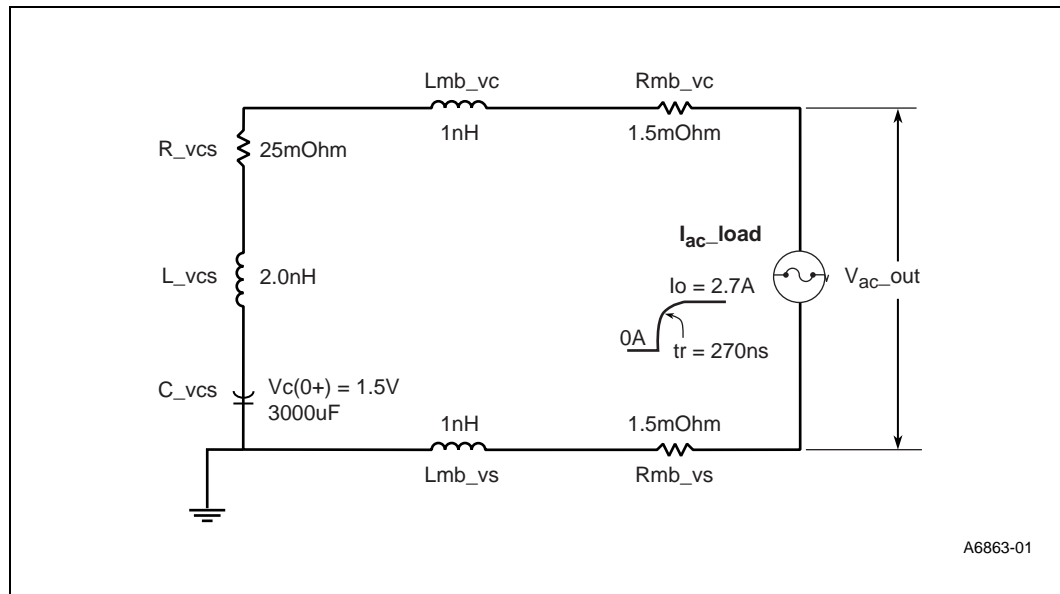 Lmb_vc
Rmb_vc
1nH
1.5mOhm
R_vcs
25mOhm
Iac_load
L_vcs
2.0nH
Vac_out
Io = 2.7A
0A
tr = 270ns
C_vcs
Vc(0+) = 1.5V
3000uF
1nH
1.5mOhm
Lmb_vs
Rmb_vs
A6863-01